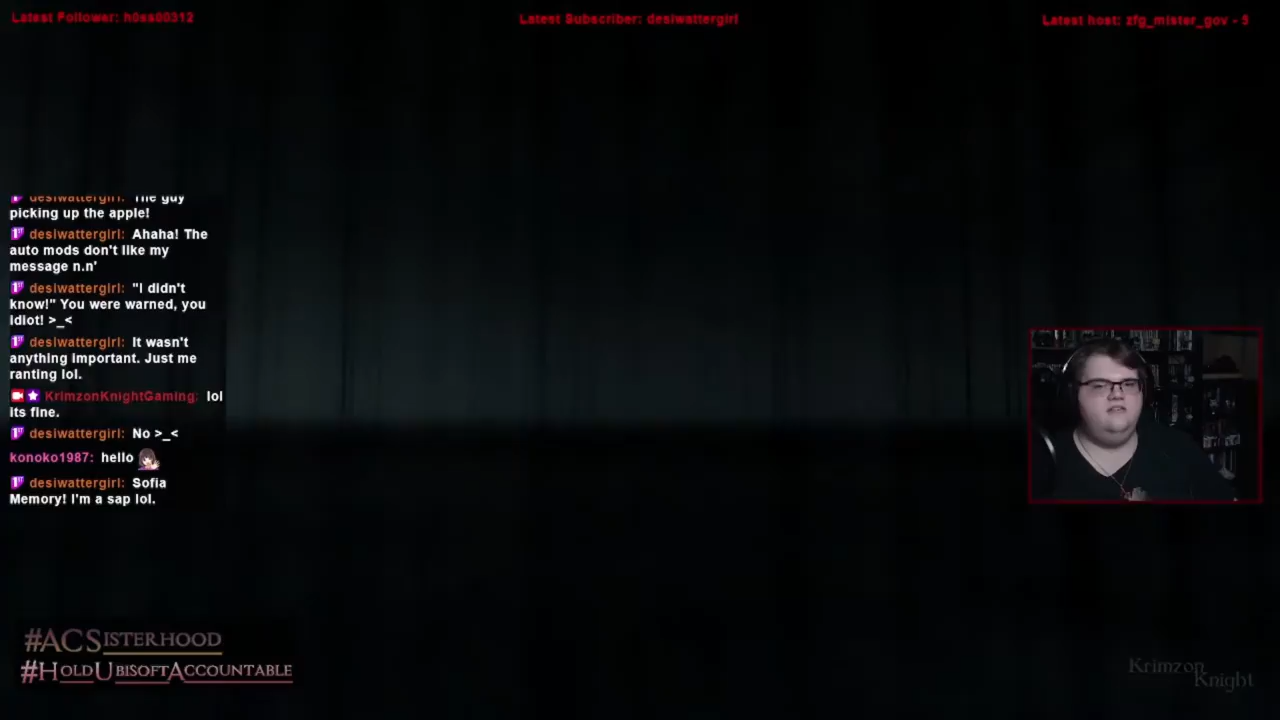 Latest Follower: h0ss00312
Latest Subscriber: desiwattergirl
Latest host: zfg_mister_gov - 5
desiwattergirl: The guy
picking up the apple!
desiwattergirl: Ahaha! The
auto mods don't like my
message n.n'
desiwattergirl: "I didn't
know!" You were warned, you
idiot! >_<
desiwattergirl: It wasn't
anything important. Just me
ranting lol.
KrimzonKnightGaming: lol
its fine.
desiwattergirl: No >_<
konoko1987: hello
desiwattergirl: Sofia
Memory! I'm a sap lol.
#ACSISTERHOOD
#HOLDUBISOFTACCOUNTABLE
Krimzon
Knight